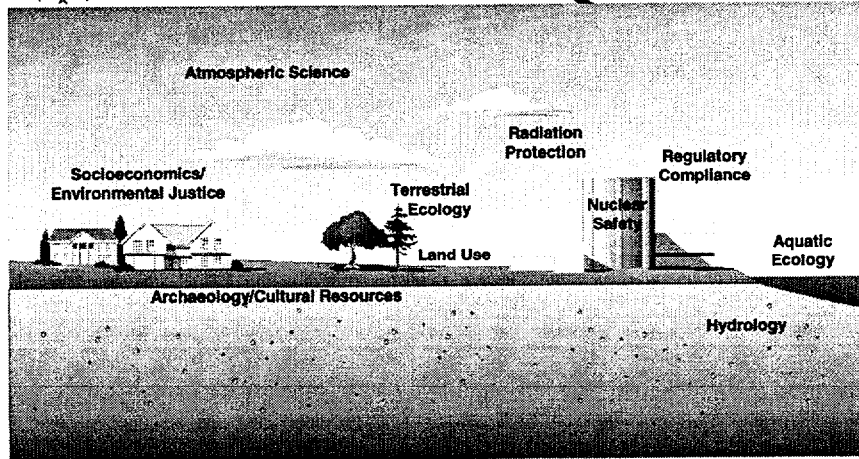 Atmospheric Science
Radiation
Protection
Regulatory
Compliance
Socioeconomics/
Environmental Justice
Terrestrial
Ecology
Nuclear
Safety
Land Use
Aquatic
Ecology
Archaeology/Cultural Resources
Hydrology